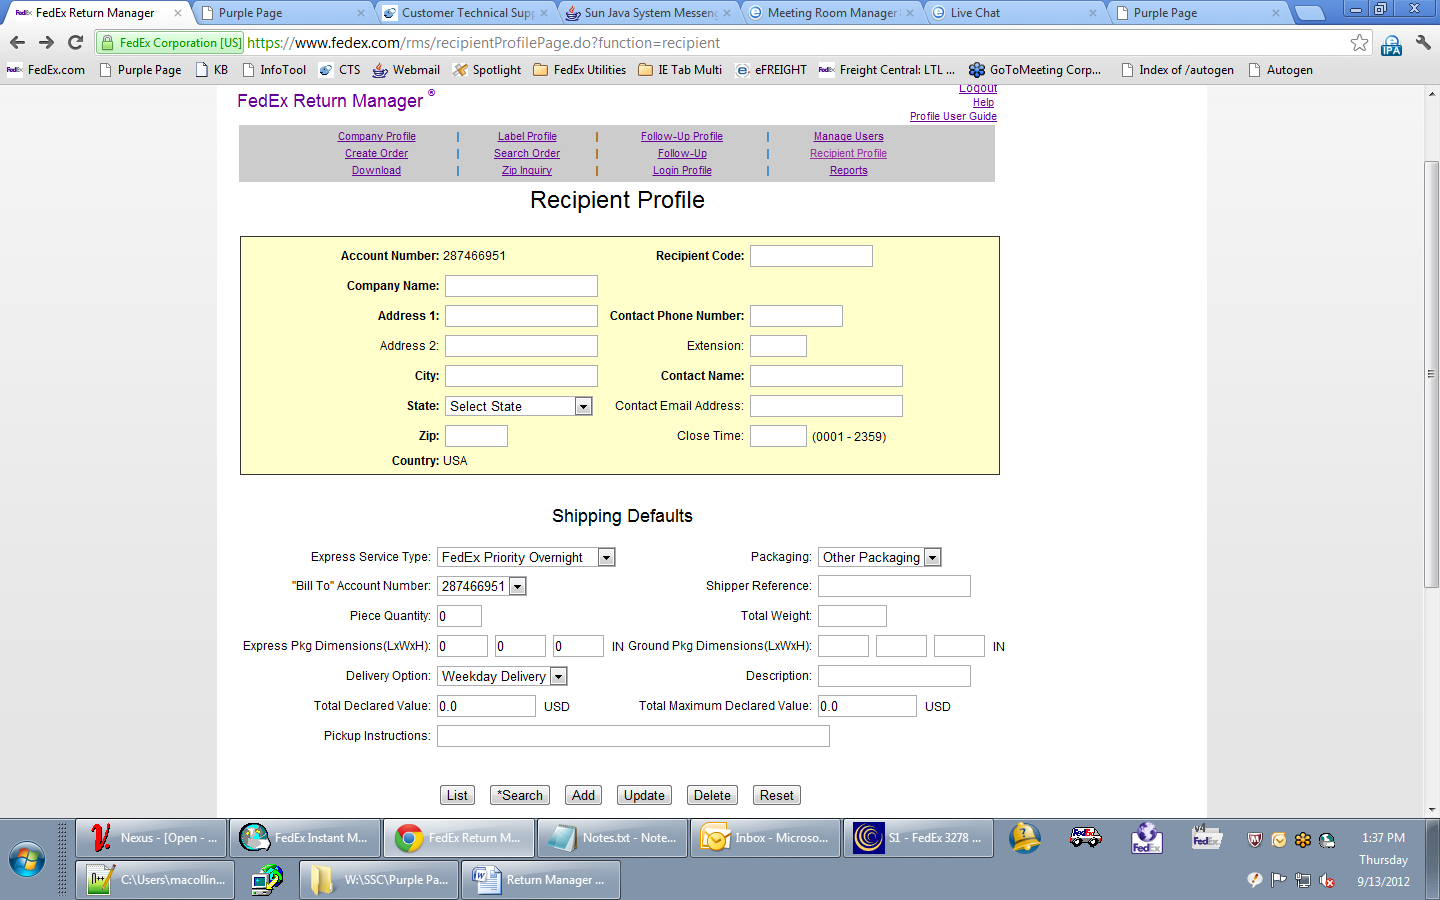 FedEx Return Manager
Purple Page
Customer Technical Supp
Sun Java System Messeng
Meeting Room Manager
Live Chat
Purple Page
FedEx Corporation [US] https://www.fedex.com/rms/recipientProfilePage.do?function=recipient
IPA
FedEx.com Purple Page KB InfoTool CTS Webmail Spotlight FedEx Utilities IE Tab Multi eFREIGHT Freight Central: LTL ... GoToMeeting Corp... Index of /autogen Autogen
FedEx Return Manager ®
Logout
Help
Profile User Guide
Company Profile | Label Profile | Follow-Up Profile | Manage Users
Create Order | Search Order | Follow-Up | Recipient Profile
Download | Zip Inquiry | Login Profile | Reports
Recipient Profile
Account Number: 287466951 Recipient Code:
Company Name:
Address 1: Contact Phone Number:
Address 2: Extension:
City: Contact Name:
State: Select State Contact Email Address:
Zip: Close Time: (0001 - 2359)
Country: USA
Shipping Defaults
Express Service Type: FedEx Priority Overnight Packaging: Other Packaging
"Bill To" Account Number: 287466951 Shipper Reference:
Piece Quantity: 0 Total Weight:
Express Pkg Dimensions(LxWxH): 0 0 0 IN Ground Pkg Dimensions(LxWxH): IN
Delivery Option: Weekday Delivery Description:
Total Declared Value: 0.0 USD Total Maximum Declared Value: 0.0 USD
Pickup Instructions:
List *Search Add Update Delete Reset
Nexus - [Open - ... FedEx Instant M... FedEx Return M... Notes.txt - Note... Inbox - Microso... S1 - FedEx 3278 ...
1:37 PM
Thursday
9/13/2012
C:\Users\macollin... W:\SSC\Purple Pa... Return Manager ...